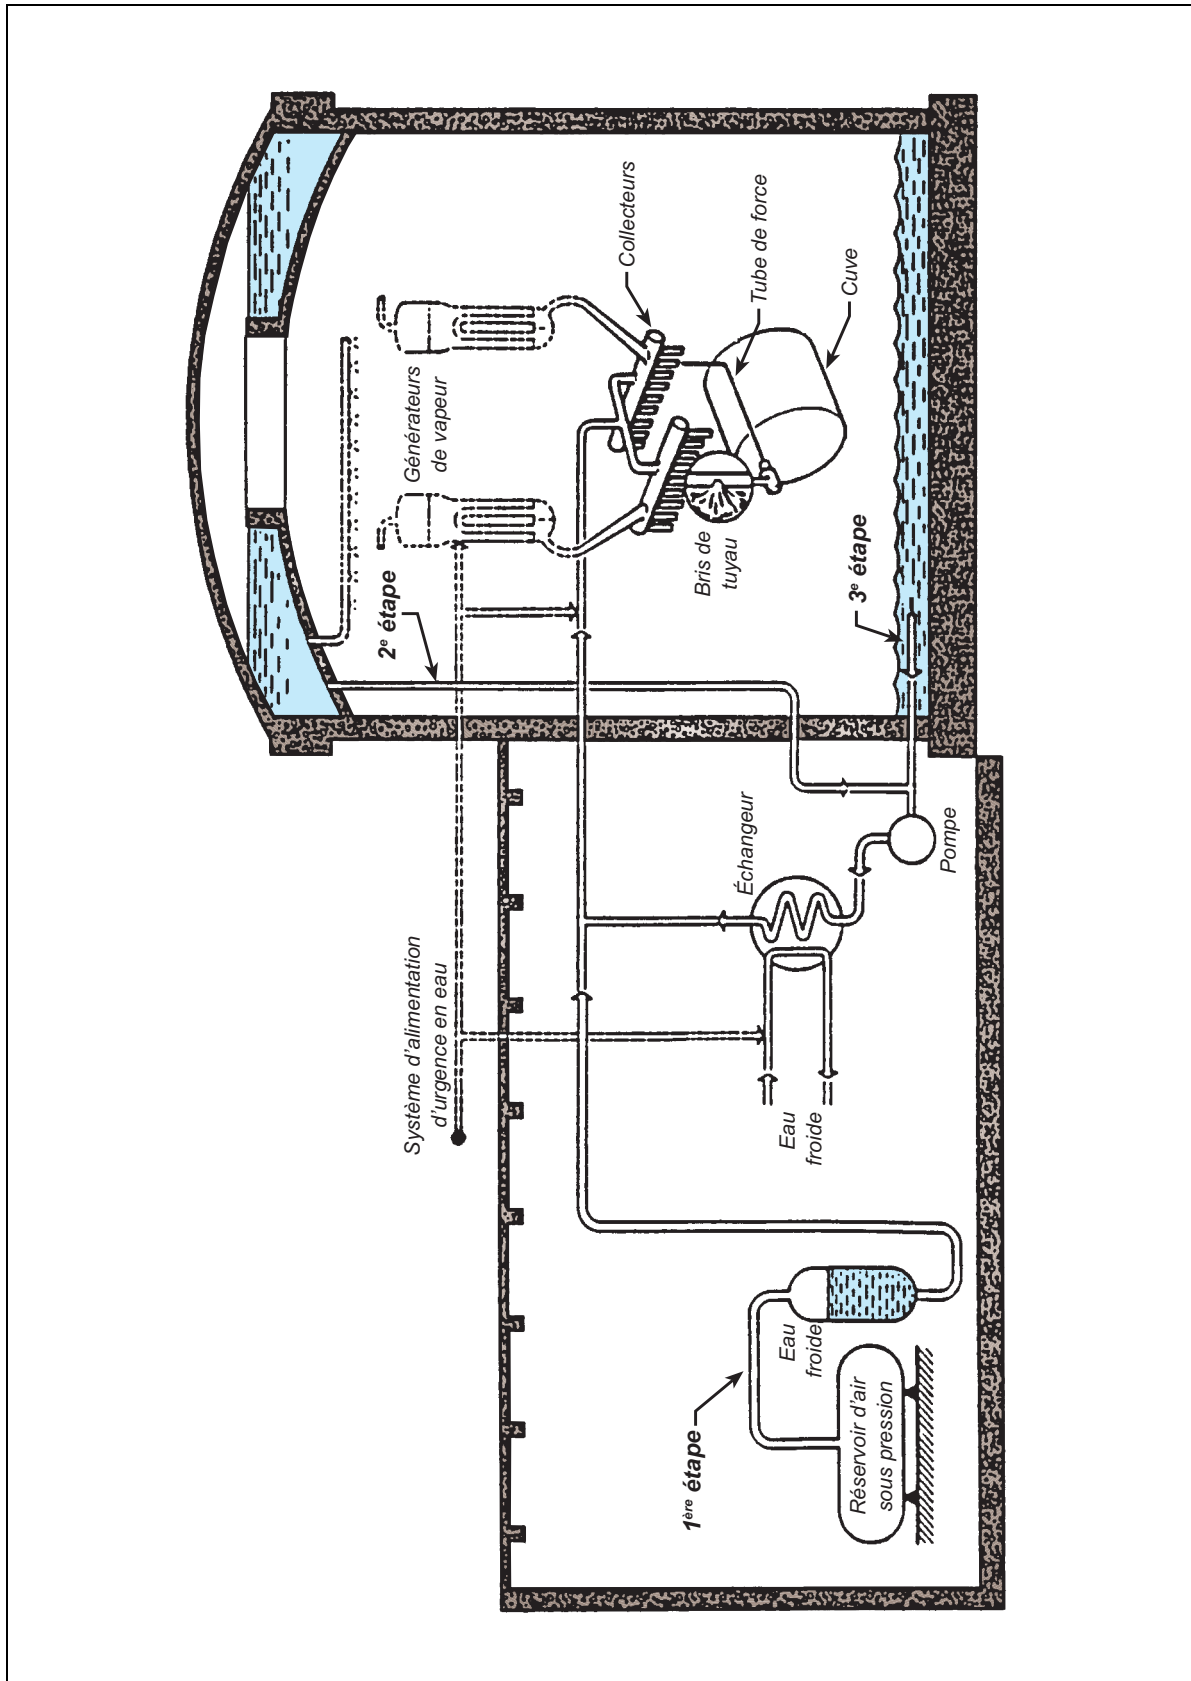 Collecteurs
Tube de force
Cuve
Générateurs
de vapeur
2e étape
Bris de
tuyau
3e étape
Échangeur
Pompe
Système d'alimentation
d'urgence en eau
Eau
froide
1ère étape
Eau
froide
Réservoir d'air
sous pression